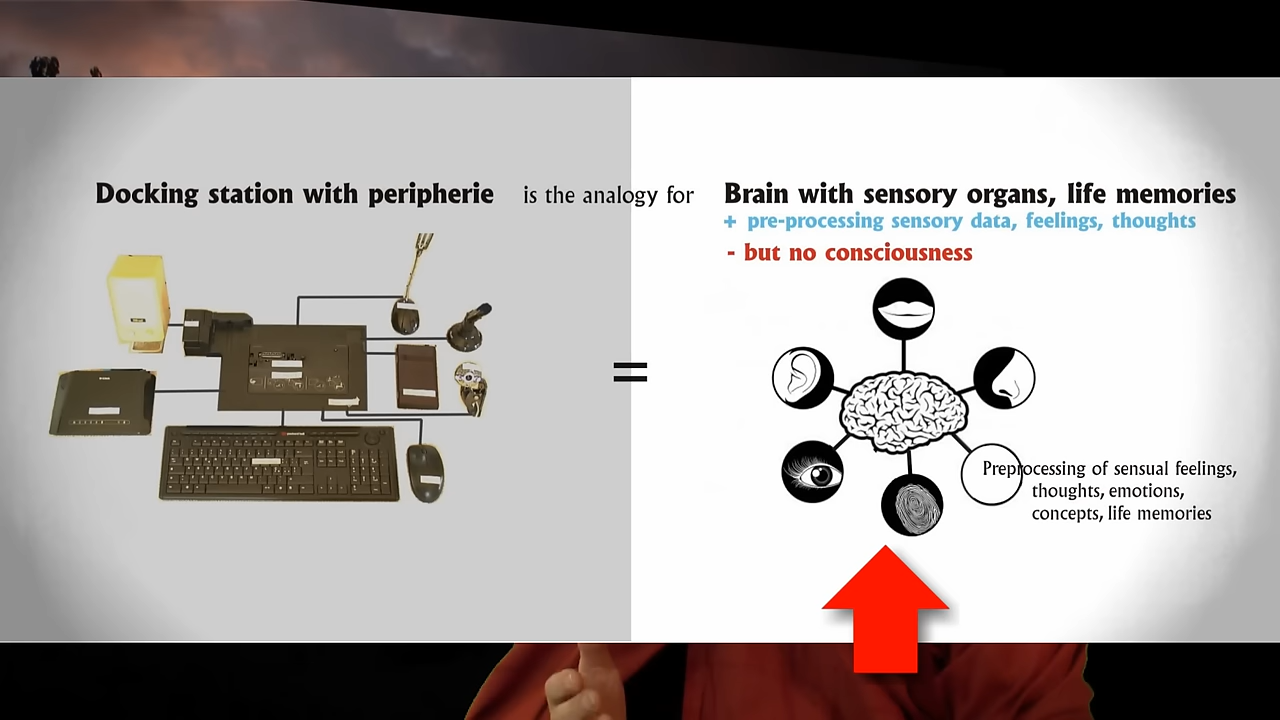 Docking station with peripherie is the analogy for Brain with sensory organs, life memories
+ pre-processing sensory data, feelings, thoughts
- but no consciousness
=
Preprocessing of sensual feelings,
thoughts, emotions,
concepts, life memories